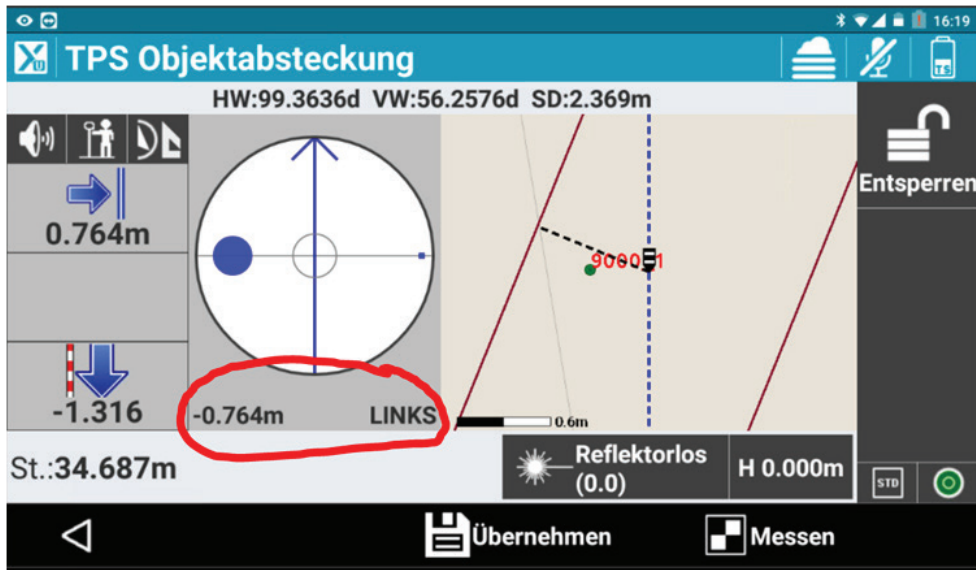 16:19
TPS Objektabsteckung
TS
HW:99.3636d VW:56.2576d SD:2.369m
0.764m
-1.316
-0.764m LINKS
0.6m
Entsperren
St.:34.687m
Reflektorlos
(0.0)
H 0.000m
STD
Übernehmen
Messen